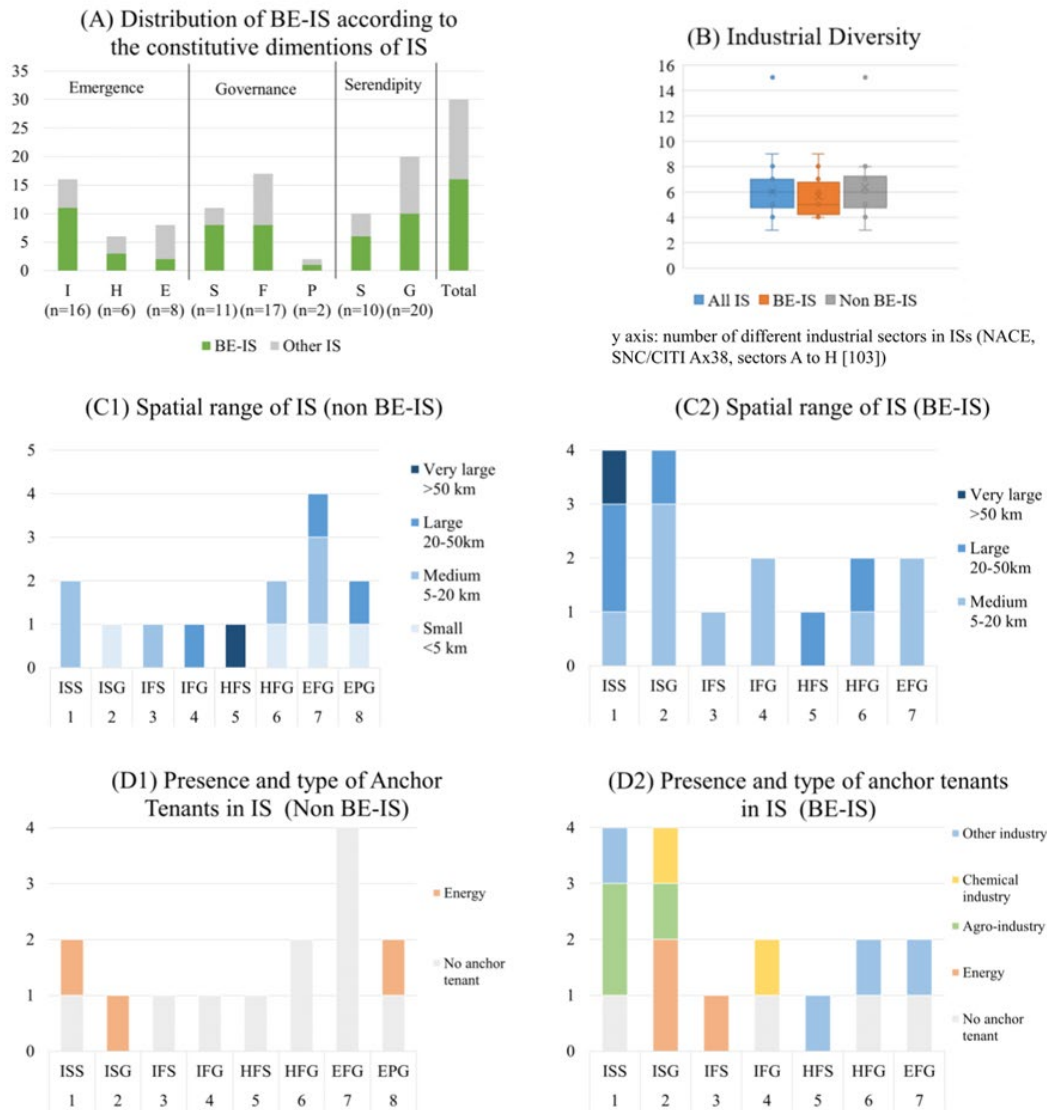 (A) Distribution of BE-IS according to
the constitutive dimentions of IS
35
30
25
20
15
10
5
0
Emergence
Governance
Serendipity
I H E S F P S G Total
(n=16) (n=6) (n=8) (n=11) (n=17) (n=2) (n=10) (n=20)
BE-IS Other IS
(B) Industrial Diversity
16
14
12
10
8
6
4
2
0
All IS BE-IS Non BE-IS
y axis: number of different industrial sectors in ISs (NACE,
SNC/CITI Ax38, sectors A to H [103])
(C1) Spatial range of IS (non BE-IS)
5
4
3
2
1
0
ISS ISG IFS IFG HFS HFG EFG EPG
1 2 3 4 5 6 7 8
Very large
>50 km
Large
20-50km
Medium
5-20 km
Small
<5 km
(C2) Spatial range of IS (BE-IS)
4
3
2
1
0
ISS ISG IFS IFG HFS HFG EFG
1 2 3 4 5 6 7
Very large
>50 km
Large
20-50km
Medium
5-20 km
(D1) Presence and type of Anchor
Tenants in IS (Non BE-IS)
4
3
2
1
0
ISS ISG IFS IFG HFS HFG EFG EPG
1 2 3 4 5 6 7 8
Energy
No anchor
tenant
(D2) Presence and type of anchor tenants
in IS (BE-IS)
4
3
2
1
0
ISS ISG IFS IFG HFS HFG EFG
1 2 3 4 5 6 7
Other industry
Chemical
industry
Agro-industry
Energy
No anchor
tenant